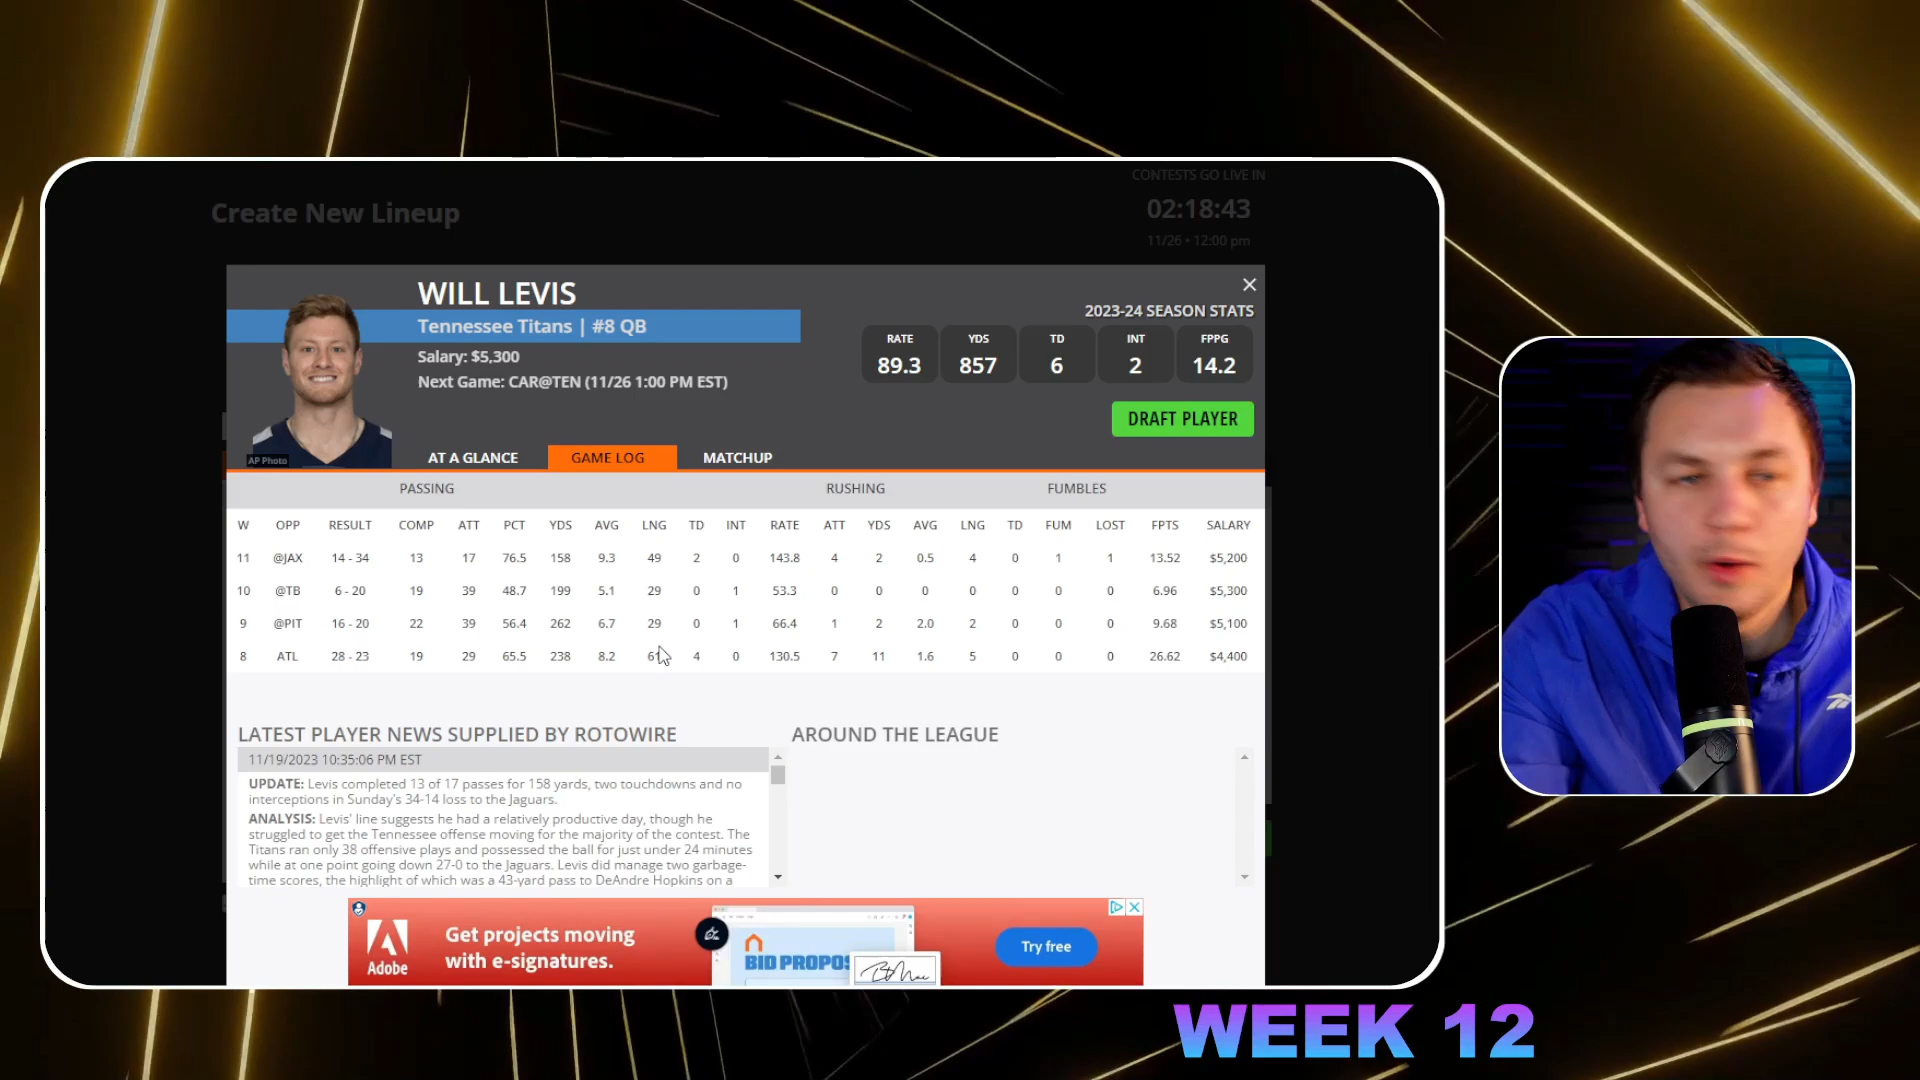 CONTESTS GO LIVE IN
Create New Lineup
02:18:43
11/26 • 12:00 pm
WILL LEVIS
Tennessee Titans | #8 QB
Salary: $5,300
Next Game: CAR@TEN (11/26 1:00 PM EST)
AP Photo
2023-24 SEASON STATS
RATE YDS TD INT FPPG
89.3 857 6 2 14.2
DRAFT PLAYER
AT A GLANCE GAME LOG MATCHUP
PASSING RUSHING FUMBLES
W OPP RESULT COMP ATT PCT YDS AVG LNG TD INT RATE ATT YDS AVG LNG TD FUM LOST FPTS SALARY
11 @JAX 14 - 34 13 17 76.5 158 9.3 49 2 0 143.8 4 2 0.5 4 0 1 1 13.52 $5,200
10 @TB 6 - 20 19 39 48.7 199 5.1 29 0 1 53.3 0 0 0 0 0 0 0 6.96 $5,300
9 @PIT 16 - 20 22 39 56.4 262 6.7 29 0 1 66.4 1 2 2.0 2 0 0 0 9.68 $5,100
8 ATL 28 - 23 19 29 65.5 238 8.2 61 4 0 130.5 7 11 1.6 5 0 0 0 26.62 $4,400
LATEST PLAYER NEWS SUPPLIED BY ROTOWIRE
11/19/2023 10:35:06 PM EST
UPDATE: Levis completed 13 of 17 passes for 158 yards, two touchdowns and no
interceptions in Sunday's 34-14 loss to the Jaguars.
ANALYSIS: Levis' line suggests he had a relatively productive day, though he
struggled to get the Tennessee offense moving for the majority of the contest. The
Titans ran only 38 offensive plays and possessed the ball for just under 24 minutes
while at one point going down 27-0 to the Jaguars. Levis did manage two garbage-
time scores, the highlight of which was a 43-yard pass to DeAndre Hopkins on a
AROUND THE LEAGUE
Adobe
Get projects moving
with e-signatures.
BID PROPOS
Try free
WEEK 12